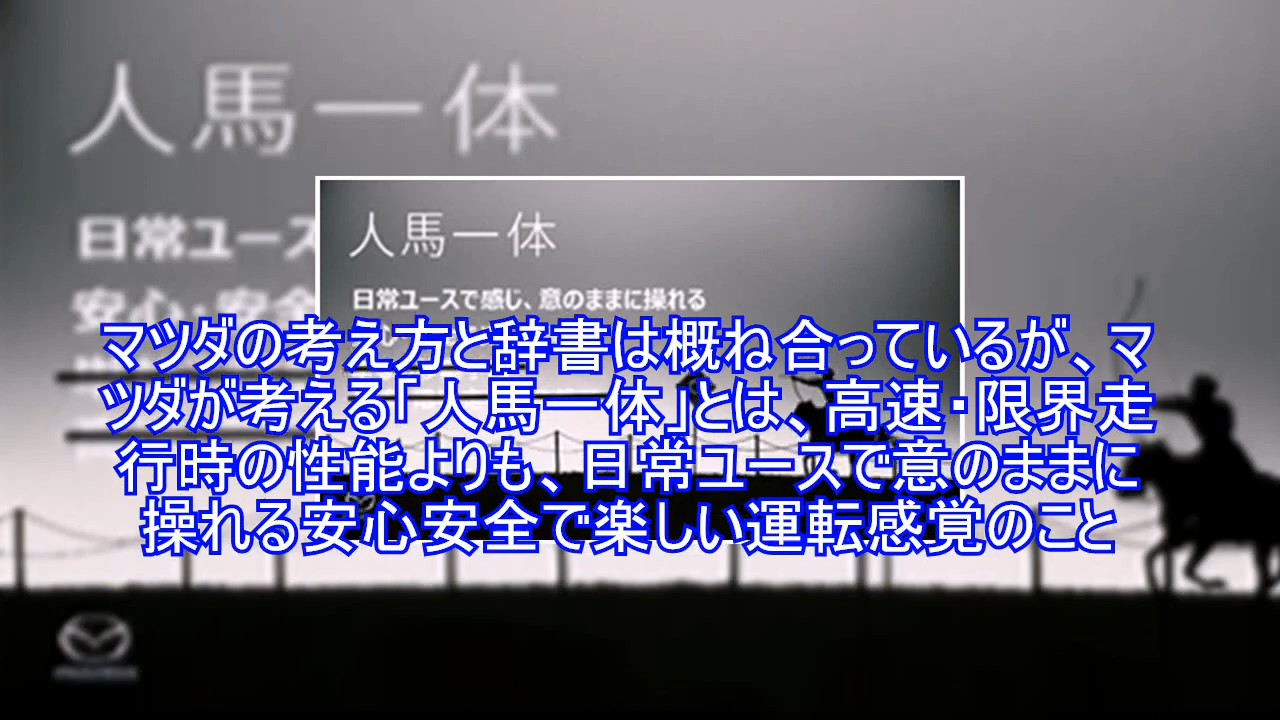 人馬一体
日常ユース
安心・安全
人馬一体
日常ユースで感じ、意のままに操れる
マツダの考え方と辞書は概ね合っているが、マ
ツダが考える「人馬一体」とは、高速・限界走
行時の性能よりも、日常ユースで意のままに
操れる安心安全で楽しい運転感覚のこと